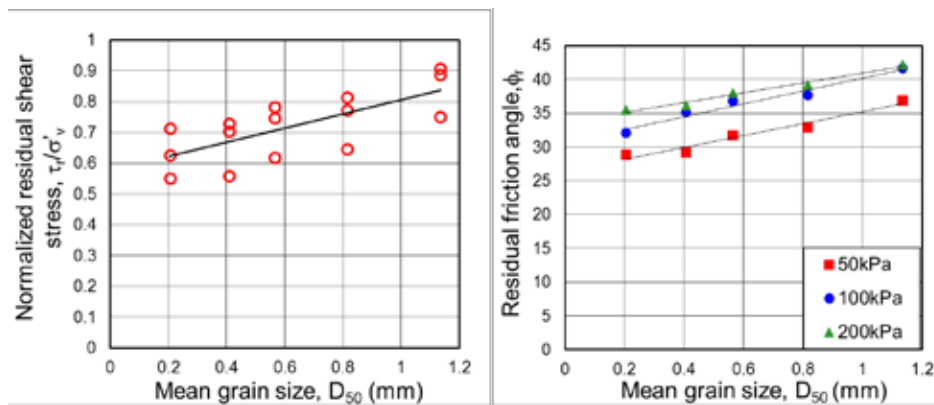 Normalized residual shear
stress, τr/σ'v
1
0.9
0.8
0.7
0.6
0.5
0.4
0.3
0.2
0.1
0
0 0.2 0.4 0.6 0.8 1 1.2
Mean grain size, D50 (mm)
Residual friction angle,ϕr
45
40
35
30
25
20
15
10
5
0
50kPa
100kPa
200kPa
0 0.2 0.4 0.6 0.8 1 1.2
Mean grain size, D50 (mm)